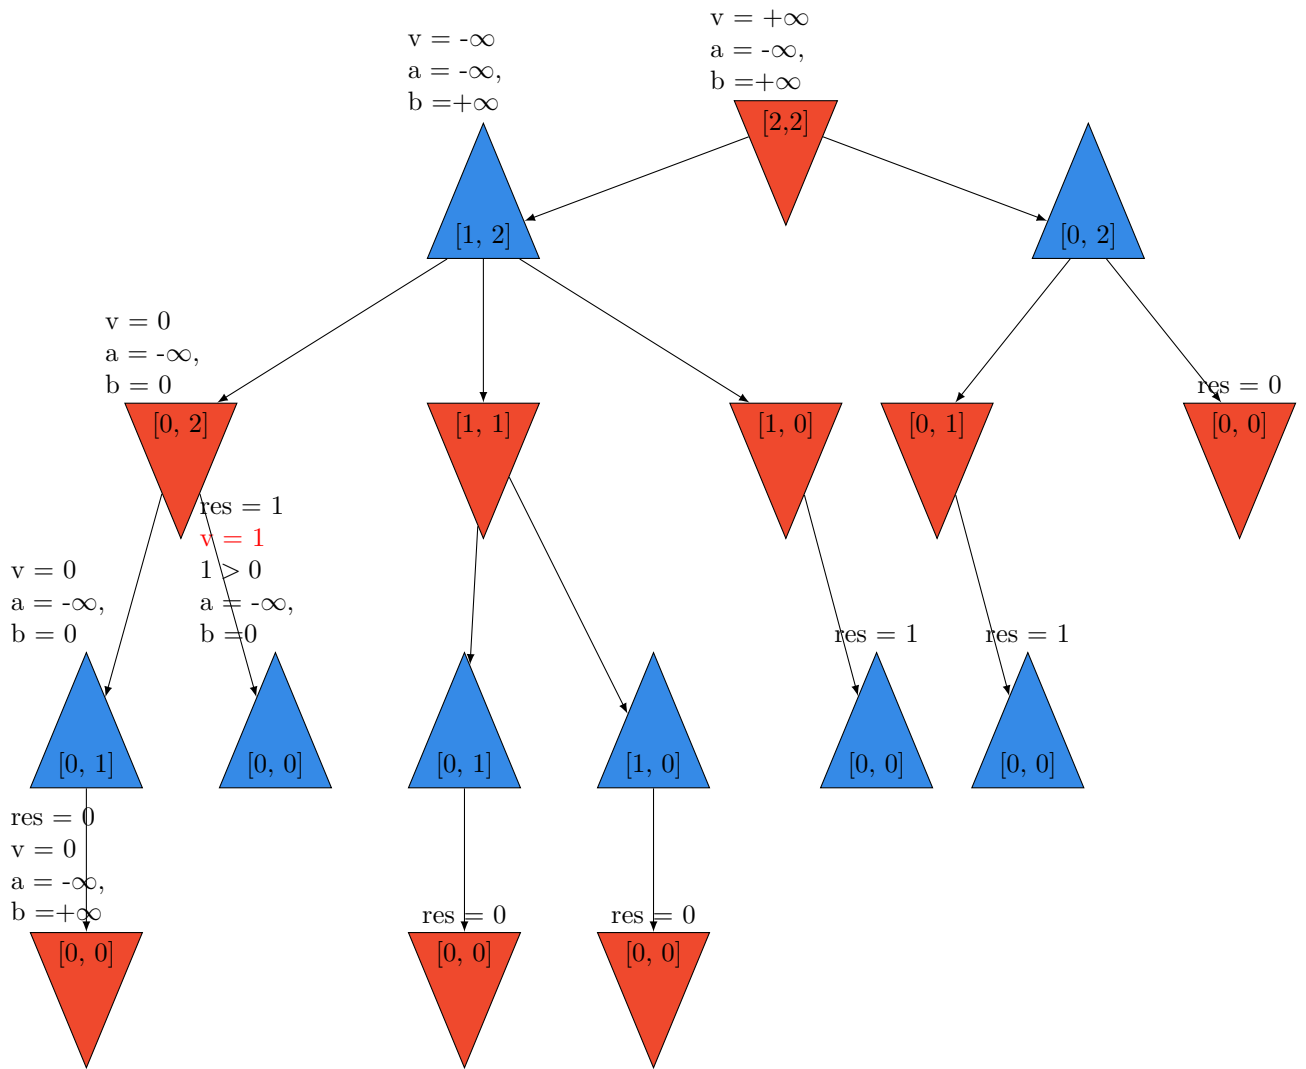 v = +∞
a = -∞,
b =+∞
[2,2]
v = -∞
a = -∞,
b =+∞
[1, 2]
[0, 2]
v = 0
a = -∞,
b = 0
[0, 2]
[1, 1]
[1, 0]
[0, 1]
res = 0
[0, 0]
v = 0
a = -∞,
b = 0
[0, 1]
res = 1
v = 1
1 > 0
a = -∞,
b =0
[0, 0]
[0, 1]
[1, 0]
res = 1
[0, 0]
res = 1
[0, 0]
res = 0
v = 0
a = -∞,
b =+∞
[0, 0]
res = 0
[0, 0]
res = 0
[0, 0]